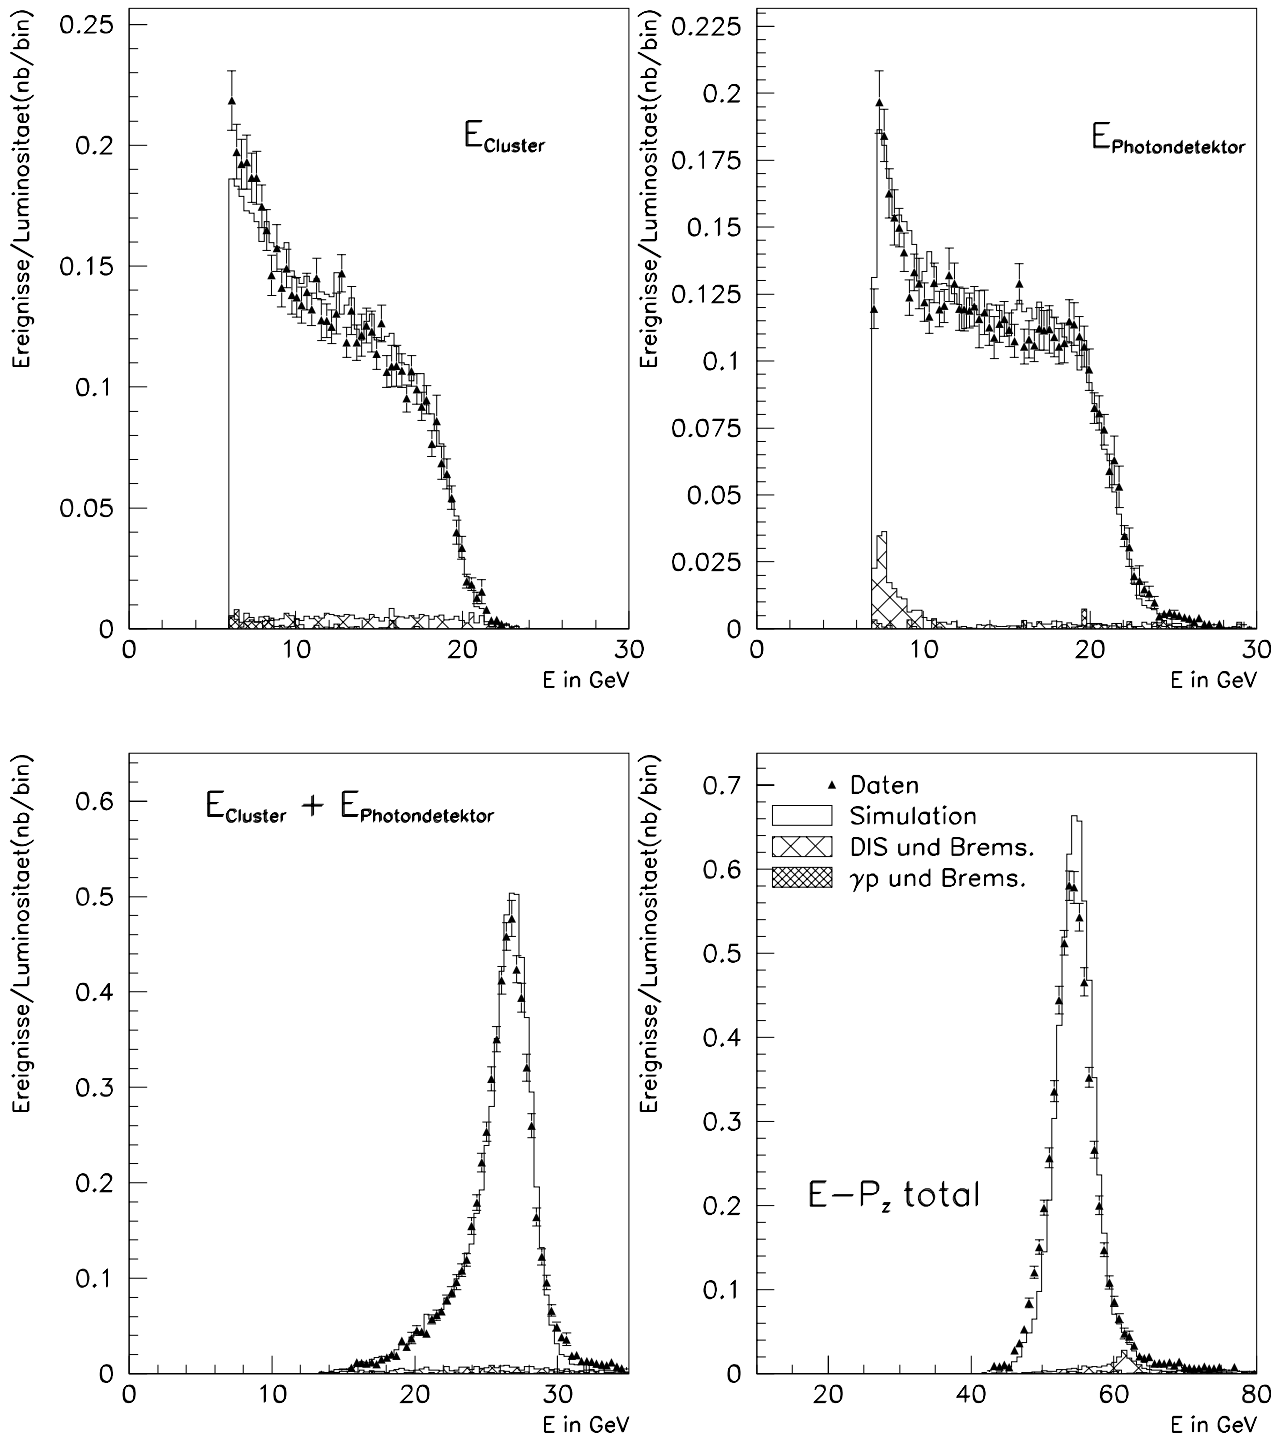 Ereignisse/Luminositaet(nb/bin)
0.25
0.2
0.15
0.1
0.05
0
E_Cluster
0 10 20 30
E in GeV
Ereignisse/Luminositaet(nb/bin)
0.225
0.2
0.175
0.15
0.125
0.1
0.075
0.05
0.025
0
E_Photondetektor
0 10 20 30
E in GeV
Ereignisse/Luminositaet(nb/bin)
0.6
0.5
0.4
0.3
0.2
0.1
0
E_Cluster + E_Photondetektor
0 10 20 30
E in GeV
Ereignisse/Luminositaet(nb/bin)
0.7
0.6
0.5
0.4
0.3
0.2
0.1
0
Daten
Simulation
DIS und Brems.
γp und Brems.
E−P_z total
20 40 60 80
E in GeV